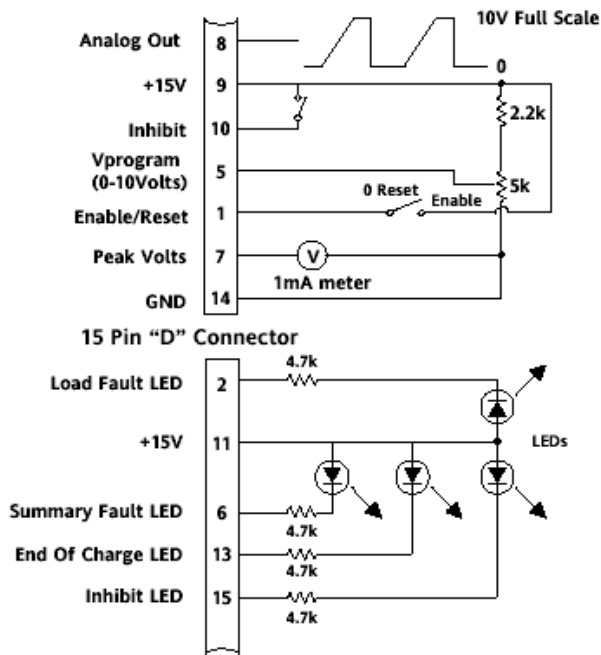 10V Full Scale
Analog Out 8
0
+15V 9
2.2k
Inhibit 10
Vprogram 5
(0-10Volts)
5k
0 Reset Enable
Enable/Reset 1
Peak Volts 7 V
1mA meter
GND 14
15 Pin “D” Connector
4.7k
Load Fault LED 2
+15V 11
LEDs
Summary Fault LED 6
4.7k
End Of Charge LED 13
4.7k
Inhibit LED 15
4.7k